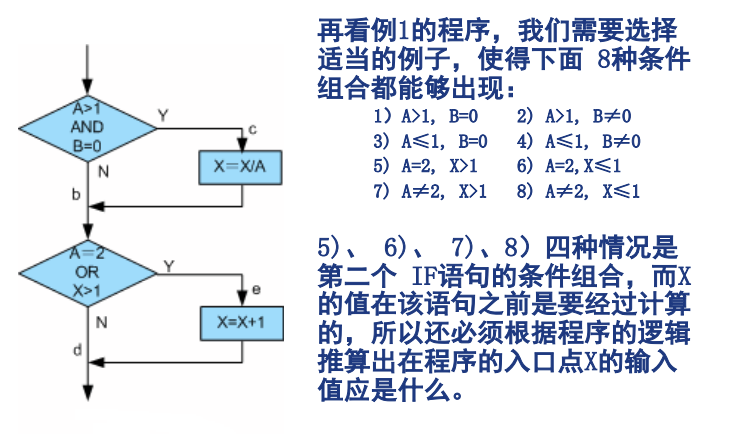 再看例1的程序，我们需要选择
适当的例子，使得下面 8种条件
组合都能够出现：
1) A>1, B=0 2) A>1, B≠0
3) A≤1, B=0 4) A≤1, B≠0
5) A=2, X>1 6) A=2,X≤1
7) A≠2, X>1 8) A≠2, X≤1
5)、 6)、 7)、8) 四种情况是
第二个 IF语句的条件组合，而X
的值在该语句之前是要经过计算
的，所以还必须根据程序的逻辑
推算出在程序的入口点X的输入
值应是什么。
A>1
AND
B=0
Y
c
X=X/A
N
b
A=2
OR
X>1
Y
e
X=X+1
N
d